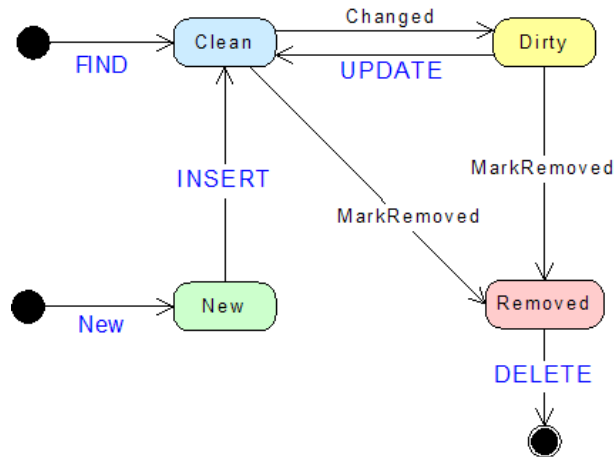 Changed
Clean
Dirty
FIND
UPDATE
INSERT
MarkRemoved
MarkRemoved
New
Removed
New
DELETE